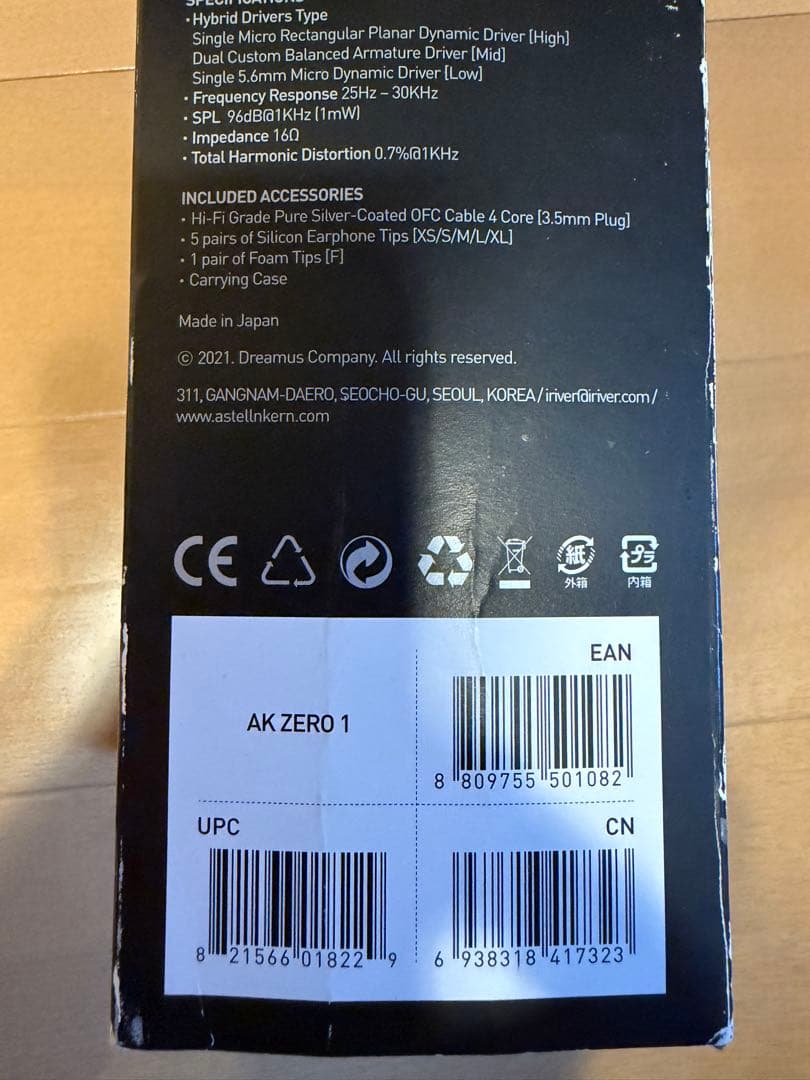 SPECIFICATIONS
· Hybrid Drivers Type
Single Micro Rectangular Planar Dynamic Driver [High]
Dual Custom Balanced Armature Driver [Mid]
Single 5.6mm Micro Dynamic Driver [Low]
· Frequency Response 25Hz – 30KHz
· SPL 96dB@1KHz (1mW)
· Impedance 16Ω
· Total Harmonic Distortion 0.7%@1KHz
INCLUDED ACCESSORIES
· Hi-Fi Grade Pure Silver-Coated OFC Cable 4 Core [3.5mm Plug]
· 5 pairs of Silicon Earphone Tips [XS/S/M/L/XL]
· 1 pair of Foam Tips [F]
· Carrying Case
Made in Japan
© 2021. Dreamus Company. All rights reserved.
311, GANGNAM-DAERO, SEOCHO-GU, SEOUL, KOREA / iriver@iriver.com /
www.astellnkern.com
CE
紙
外箱
プラ
内箱
AK ZERO 1
EAN
8 809755 501082
UPC
8 21566 01822 9
CN
6 938318 417323